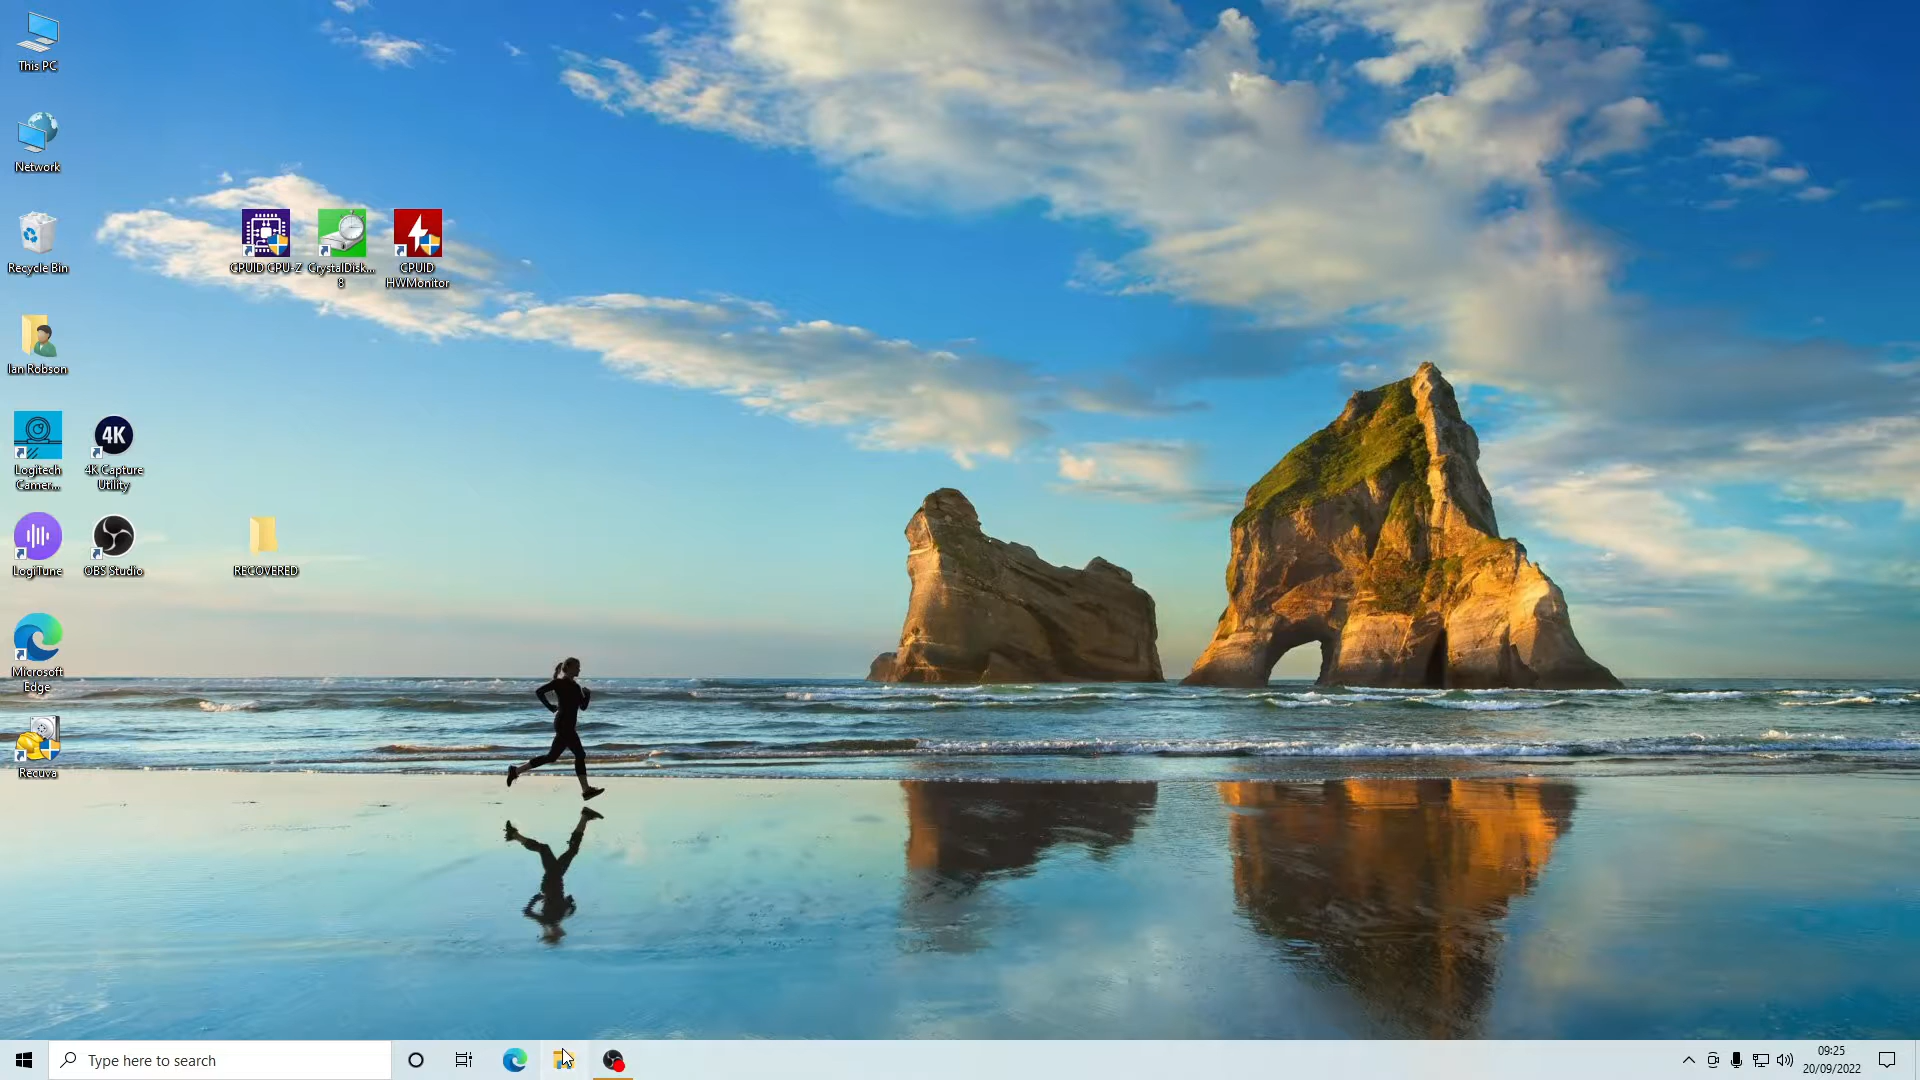 This PC
Network
Recycle Bin
CPUID CPU-Z
CrystalDisk...
8
CPUID
HWMonitor
Ian Robson
Logitech
Camer...
4K
4K Capture
Utility
LogiTune
OBS Studio
RECOVERED
Microsoft
Edge
Recuva
Type here to search
09:25
20/09/2022